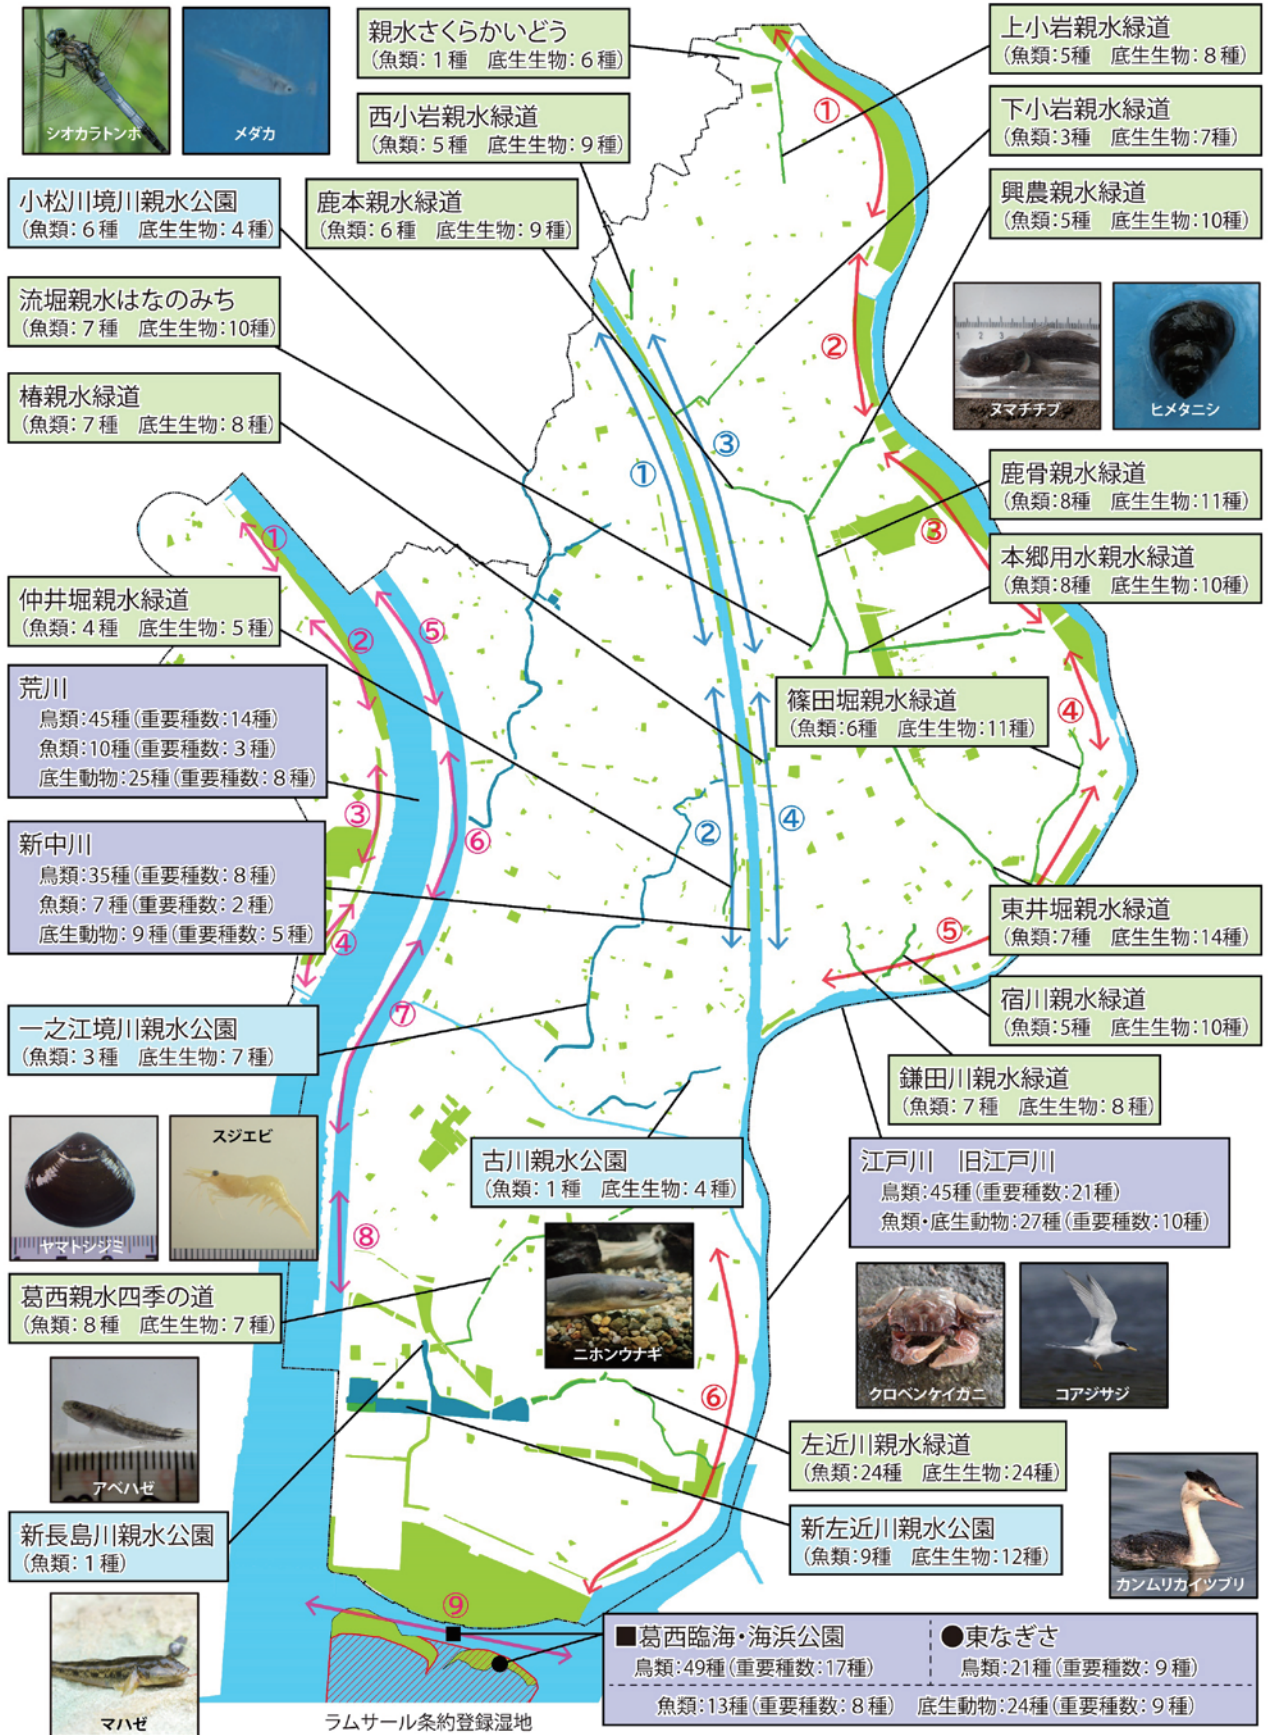 シオカラトンボ
メダカ
親水さくらかいどう
(魚類:1種　底生生物:6種)
上小岩親水緑道
(魚類:5種　底生生物:8種)
西小岩親水緑道
(魚類:5種　底生生物:9種)
下小岩親水緑道
(魚類:3種　底生生物:7種)
小松川境川親水公園
(魚類:6種　底生生物:4種)
鹿本親水緑道
(魚類:6種　底生生物:9種)
興農親水緑道
(魚類:5種　底生生物:10種)
流堀親水はなのみち
(魚類:7種　底生生物:10種)
ヌマチチブ
ヒメタニシ
椿親水緑道
(魚類:7種　底生生物:8種)
鹿骨親水緑道
(魚類:8種　底生生物:11種)
本郷用水親水緑道
(魚類:8種　底生生物:10種)
仲井堀親水緑道
(魚類:4種　底生生物:5種)
荒川
鳥類:45種(重要種数:14種)
魚類:10種(重要種数:3種)
底生動物:25種(重要種数:8種)
篠田堀親水緑道
(魚類:6種　底生生物:11種)
新中川
鳥類:35種(重要種数:8種)
魚類:7種(重要種数:2種)
底生動物:9種(重要種数:5種)
東井堀親水緑道
(魚類:7種　底生生物:14種)
宿川親水緑道
(魚類:5種　底生生物:10種)
一之江境川親水公園
(魚類:3種　底生生物:7種)
鎌田川親水緑道
(魚類:7種　底生生物:8種)
ヤマトシジミ
スジエビ
古川親水公園
(魚類:1種　底生生物:4種)
江戸川　旧江戸川
鳥類:45種(重要種数:21種)
魚類・底生動物:27種(重要種数:10種)
葛西親水四季の道
(魚類:8種　底生生物:7種)
ニホンウナギ
クロベンケイガニ
コアジサシ
アベハゼ
左近川親水緑道
(魚類:24種　底生生物:24種)
新長島川親水公園
(魚類:1種)
新左近川親水公園
(魚類:9種　底生生物:12種)
カンムリカイツブリ
マハゼ
■葛西臨海・海浜公園
鳥類:49種(重要種数:17種)
●東なぎさ
鳥類:21種(重要種数:9種)
魚類:13種(重要種数:8種)　底生動物:24種(重要種数:9種)
ラムサール条約登録湿地
①
②
③
④
⑤
⑥
①
②
③
④
①
②
③
④
⑤
⑥
⑦
⑧
⑨